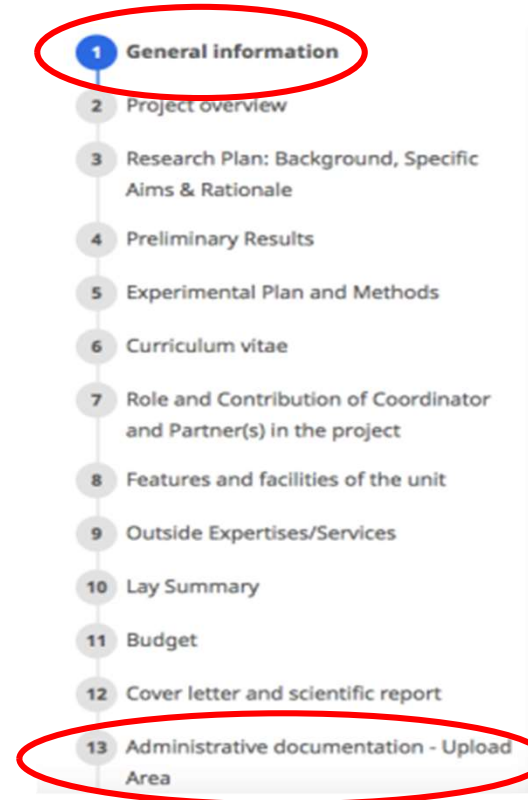 1 General information
2 Project overview
3 Research Plan: Background, Specific
Aims & Rationale
4 Preliminary Results
5 Experimental Plan and Methods
6 Curriculum vitae
7 Role and Contribution of Coordinator
and Partner(s) in the project
8 Features and facilities of the unit
9 Outside Expertises/Services
10 Lay Summary
11 Budget
12 Cover letter and scientific report
13 Administrative documentation - Upload
Area